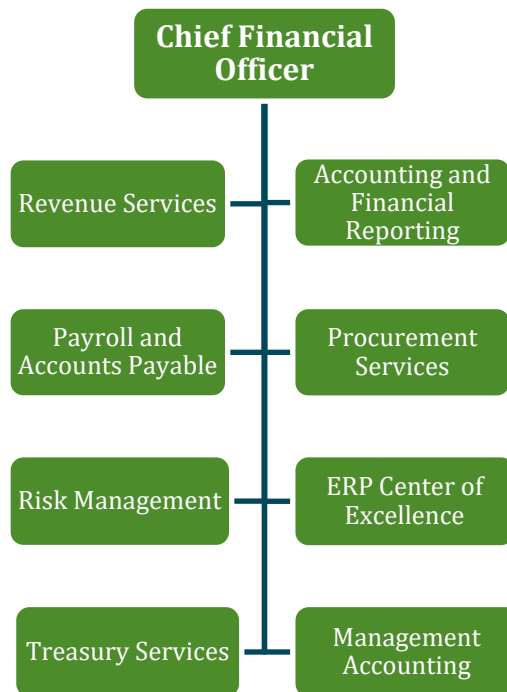 Chief Financial
Officer
Revenue Services
Accounting and
Financial
Reporting
Payroll and
Accounts Payable
Procurement
Services
Risk Management
ERP Center of
Excellence
Treasury Services
Management
Accounting